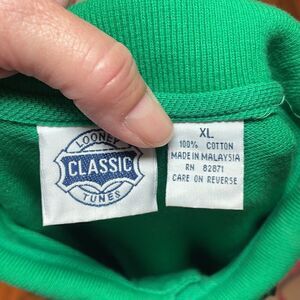 LOONEY
CLASSIC
TUNES
XL
100% COTTON
MADE IN MALAYSIA
RN 82871
CARE ON REVERSE